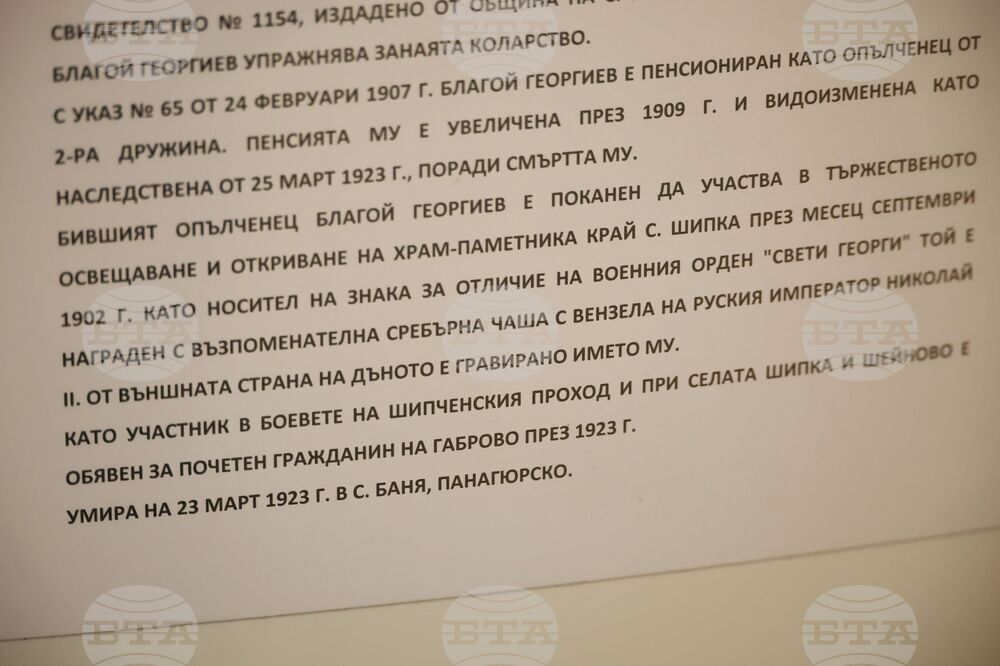 СВИДЕТЕЛСТВО № 1154, ИЗДАДЕНО ОТ ОБЩИНА
БЛАГОЙ ГЕОРГИЕВ УПРАЖНЯВА ЗАНАЯТА КОЛАРСТВО.
С УКАЗ № 65 ОТ 24 ФЕВРУАРИ 1907 Г. БЛАГОЙ ГЕОРГИЕВ Е ПЕНСИОНИРАН КАТО ОПЪЛЧЕНЕЦ ОТ
2-РА ДРУЖИНА. ПЕНСИЯТА МУ Е УВЕЛИЧЕНА ПРЕЗ 1909 Г. И ВИДОИЗМЕНЕНА КАТО
НАСЛЕДСТВЕНА ОТ 25 МАРТ 1923 Г., ПОРАДИ СМЪРТТА МУ.
БИВШИЯТ ОПЪЛЧЕНЕЦ БЛАГОЙ ГЕОРГИЕВ Е ПОКАНЕН ДА УЧАСТВА В ТЪРЖЕСТВЕНОТО
ОСВЕЩАВАНЕ И ОТКРИВАНЕ НА ХРАМ-ПАМЕТНИКА КРАЙ С. ШИПКА ПРЕЗ МЕСЕЦ СЕПТЕМВРИ
1902 Г. КАТО НОСИТЕЛ НА ЗНАКА ЗА ОТЛИЧИЕ НА ВОЕННИЯ ОРДЕН "СВЕТИ ГЕОРГИ" ТОЙ Е
НАГРАДЕН С ВЪЗПОМЕНАТЕЛНА СРЕБЪРНА ЧАША С ВЕНЗЕЛА НА РУСКИЯ ИМПЕРАТОР НИКОЛАЙ
II. ОТ ВЪНШНАТА СТРАНА НА ДЪНОТО Е ГРАВИРАНО ИМЕТО МУ.
КАТО УЧАСТНИК В БОЕВЕТЕ НА ШИПЧЕНСКИЯ ПРОХОД И ПРИ СЕЛАТА ШИПКА И ШЕЙНОВО Е
ОБЯВЕН ЗА ПОЧЕТЕН ГРАЖДАНИН НА ГАБРОВО ПРЕЗ 1923 Г.
УМИРА НА 23 МАРТ 1923 Г. В С. БАНЯ, ПАНАГЮРСКО.
БТА БТА БТА